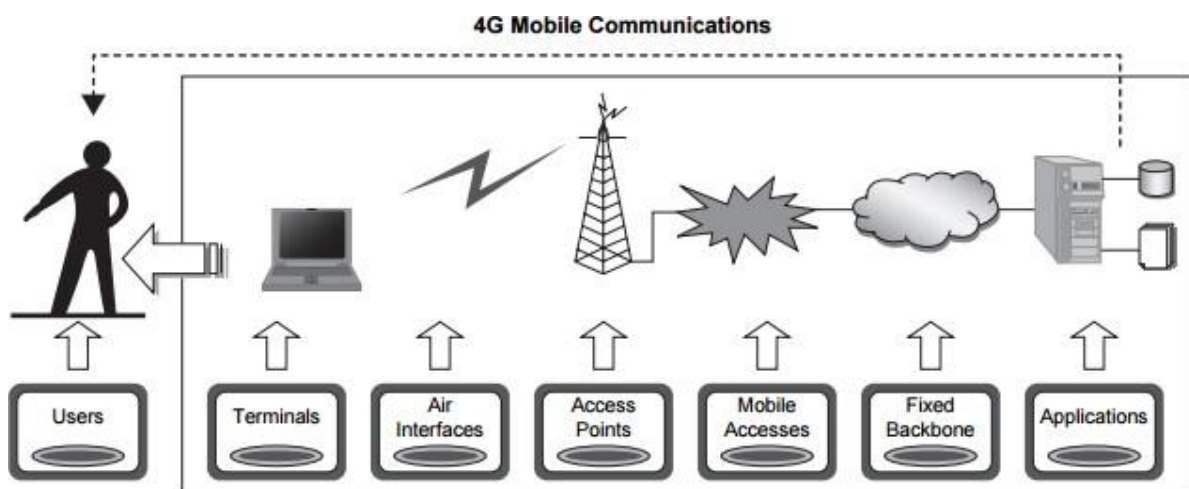 4G Mobile Communications
Users
Terminals
Air
Interfaces
Access
Points
Mobile
Accesses
Fixed
Backbone
Applications